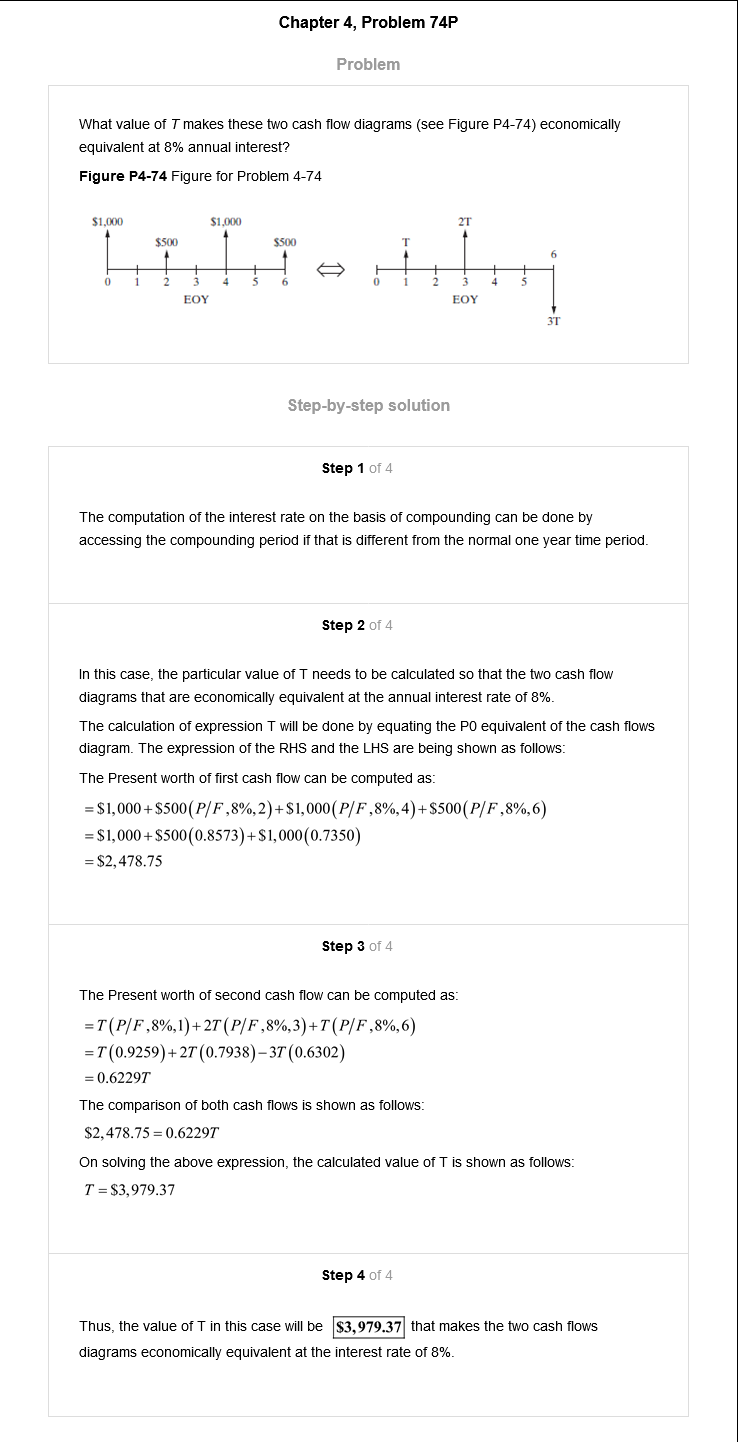 Chapter 4, Problem 74P
Problem
What value of T makes these two cash flow diagrams (see Figure P4-74) economically
equivalent at 8% annual interest?
Figure P4-74 Figure for Problem 4-74
$1,000 $1,000 2T
$500 $500 T
6
0 1 2 3 4 5 6 0 1 2 3 4 5
EOY EOY
3T
Step-by-step solution
Step 1 of 4
The computation of the interest rate on the basis of compounding can be done by
accessing the compounding period if that is different from the normal one year time period.
Step 2 of 4
In this case, the particular value of T needs to be calculated so that the two cash flow
diagrams that are economically equivalent at the annual interest rate of 8%.
The calculation of expression T will be done by equating the P0 equivalent of the cash flows
diagram. The expression of the RHS and the LHS are being shown as follows:
The Present worth of first cash flow can be computed as:
= $1,000 + $500(P/F,8%,2) + $1,000(P/F,8%,4) + $500(P/F,8%,6)
= $1,000 + $500(0.8573) + $1,000(0.7350)
= $2,478.75
Step 3 of 4
The Present worth of second cash flow can be computed as:
= T(P/F,8%,1) + 2T(P/F,8%,3) + T(P/F,8%,6)
= T(0.9259) + 2T(0.7938) − 3T(0.6302)
= 0.6229T
The comparison of both cash flows is shown as follows:
$2,478.75 = 0.6229T
On solving the above expression, the calculated value of T is shown as follows:
T = $3,979.37
Step 4 of 4
Thus, the value of T in this case will be $3,979.37 that makes the two cash flows
diagrams economically equivalent at the interest rate of 8%.